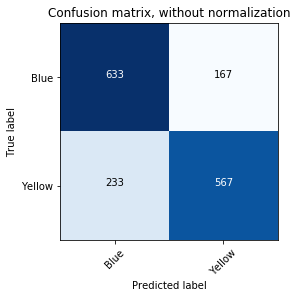 Confusion matrix, without normalization
True label
Blue
633
167
Yellow
233
567
Blue
Yellow
Predicted label